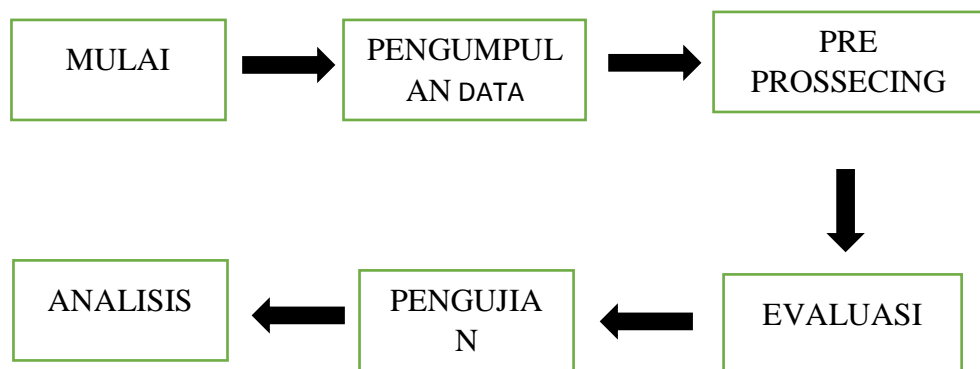 MULAI
PENGUMPUL
AN DATA
PRE
PROSSECING
EVALUASI
PENGUJIA
N
ANALISIS